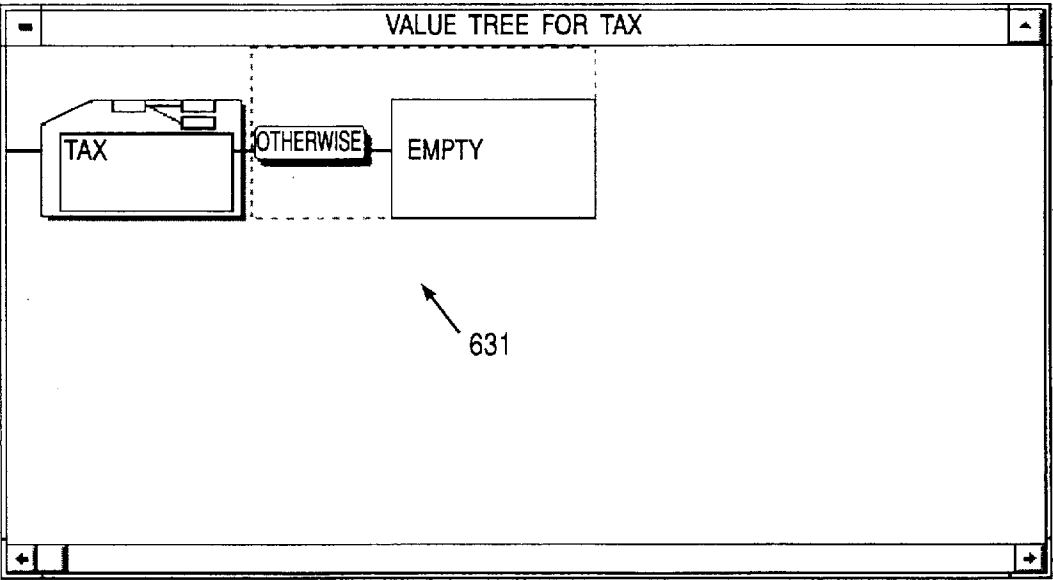 VALUE TREE FOR TAX
TAX
OTHERWISE
EMPTY
631